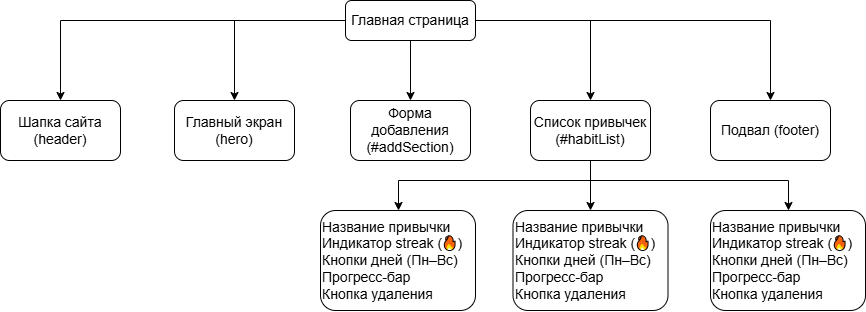 Главная страница
Шапка сайта
(header)
Главный экран
(hero)
Форма
добавления
(#addSection)
Список привычек
(#habitList)
Подвал (footer)
Название привычки
Индикатор streak (🔥)
Кнопки дней (Пн–Вс)
Прогресс-бар
Кнопка удаления
Название привычки
Индикатор streak (🔥)
Кнопки дней (Пн–Вс)
Прогресс-бар
Кнопка удаления
Название привычки
Индикатор streak (🔥)
Кнопки дней (Пн–Вс)
Прогресс-бар
Кнопка удаления